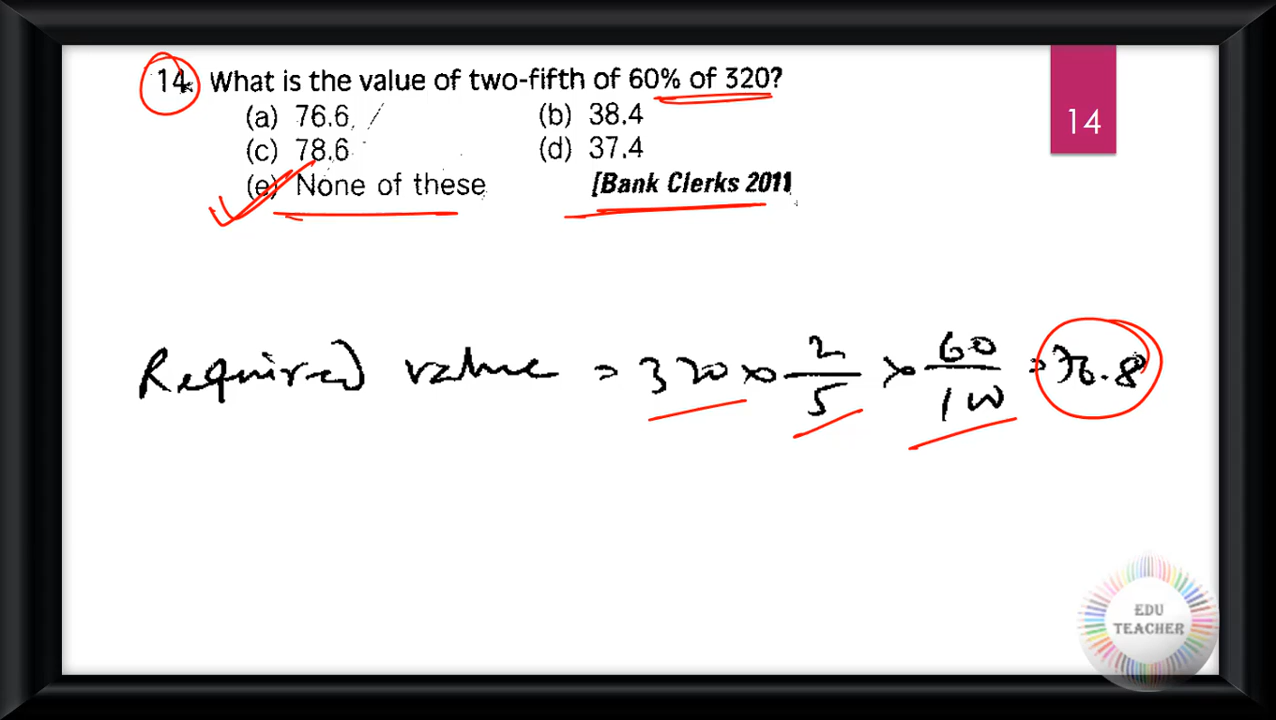 14. What is the value of two-fifth of 60% of 320?
14
(a) 76.6 (b) 38.4
(c) 78.6 (d) 37.4
(e) None of these [Bank Clerks 2011
Required value = 320 × 2/5 × 60/100 = 76.8
EDU
TEACHER